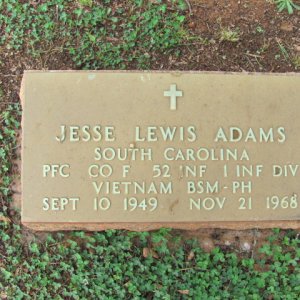 JESSE LEWIS ADAMS
SOUTH CAROLINA
PFC CO F 52 INF 1 INF DIV
VIETNAM BSM-PH
SEPT 10 1949 NOV 21 1968